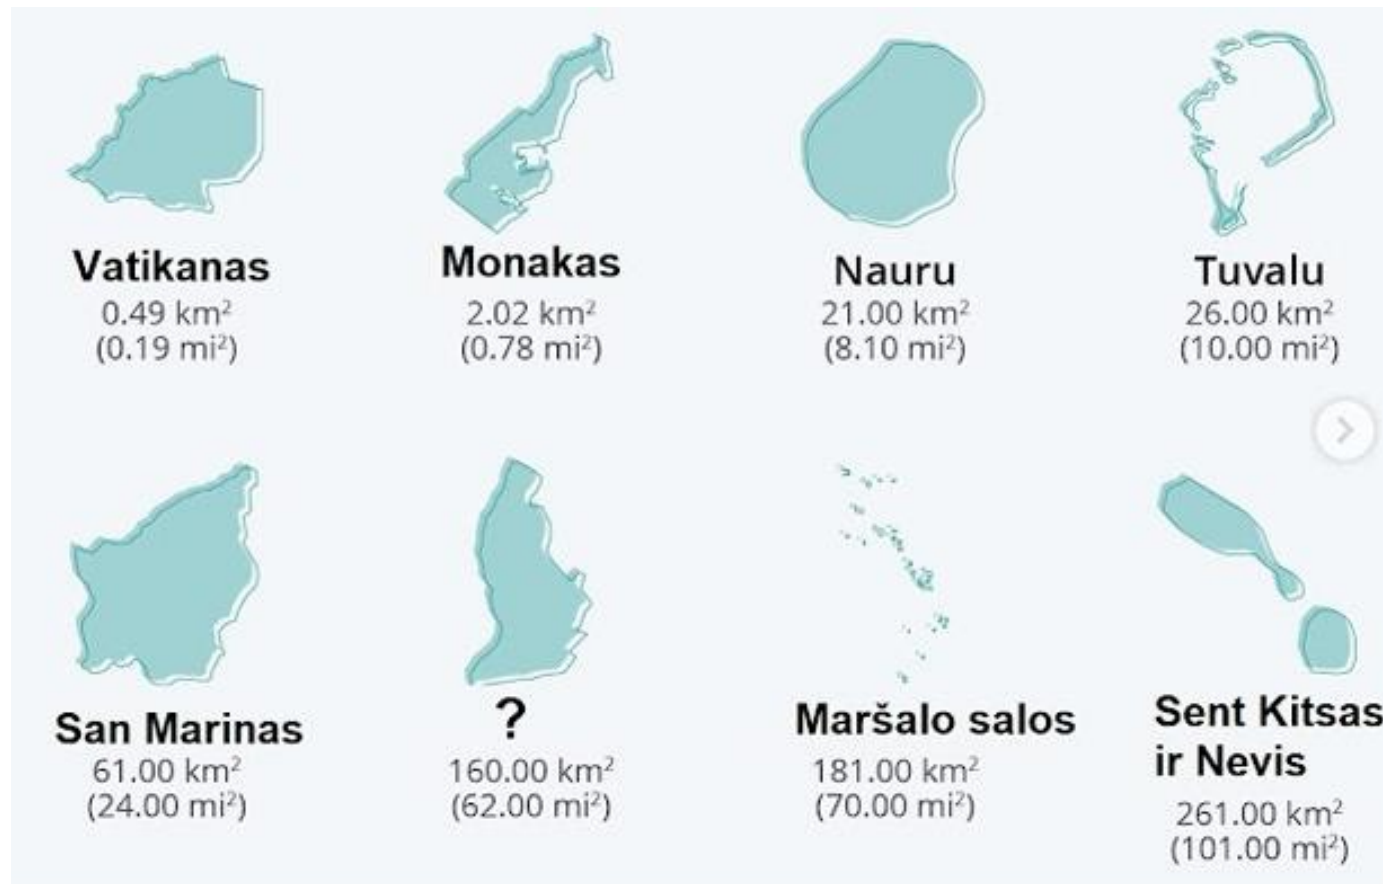 Vatikanas
0.49 km²
(0.19 mi²)
Monakas
2.02 km²
(0.78 mi²)
Nauru
21.00 km²
(8.10 mi²)
Tuvalu
26.00 km²
(10.00 mi²)
San Marinas
61.00 km²
(24.00 mi²)
?
160.00 km²
(62.00 mi²)
Maršalo salos
181.00 km²
(70.00 mi²)
Sent Kitsas
ir Nevis
261.00 km²
(101.00 mi²)